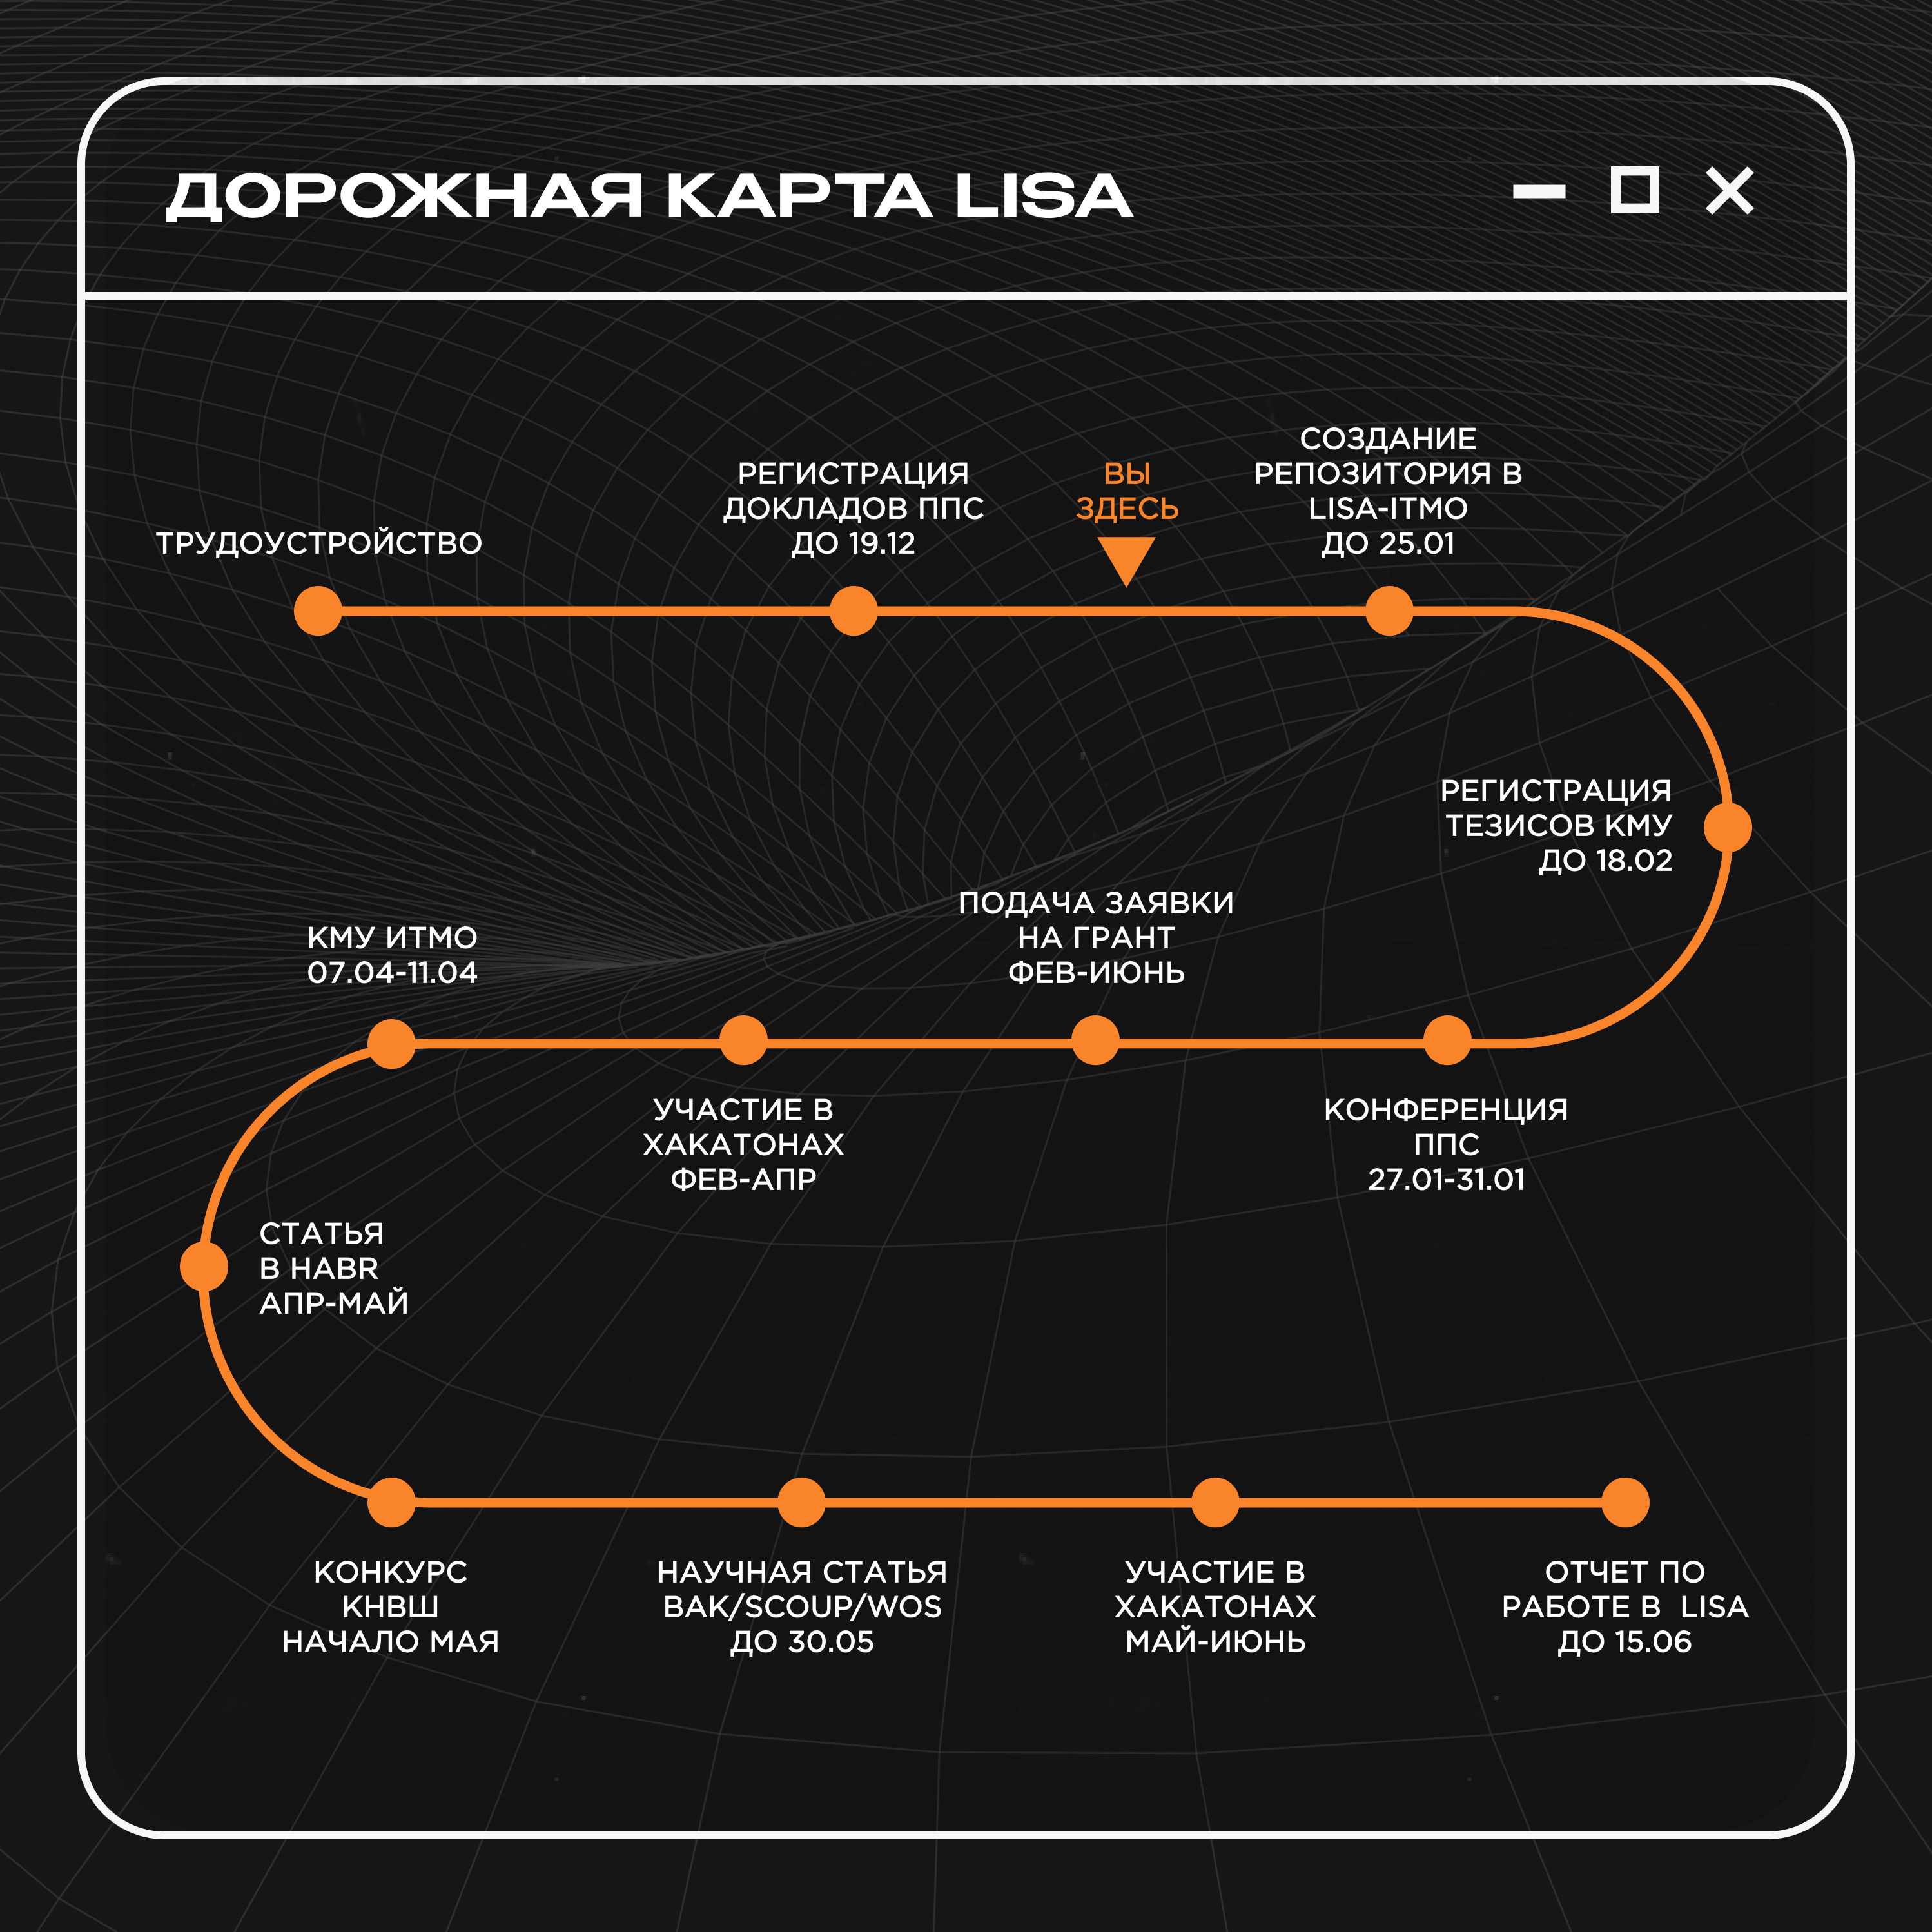 ДОРОЖНАЯ КАРТА LISA
ТРУДОУСТРОЙСТВО
РЕГИСТРАЦИЯ
ДОКЛАДОВ ППС
ДО 19.12
ВЫ
ЗДЕСЬ
СОЗДАНИЕ
РЕПОЗИТОРИЯ В
LISA-ITMO
ДО 25.01
РЕГИСТРАЦИЯ
ТЕЗИСОВ КМУ
ДО 18.02
КОНФЕРЕНЦИЯ
ППС
27.01-31.01
ПОДАЧА ЗАЯВКИ
НА ГРАНТ
ФЕВ-ИЮНЬ
УЧАСТИЕ В
ХАКАТОНАХ
ФЕВ-АПР
КМУ ИТМО
07.04-11.04
СТАТЬЯ
В HABR
АПР-МАЙ
КОНКУРС
КНВШ
НАЧАЛО МАЯ
НАУЧНАЯ СТАТЬЯ
ВАК/SCOUP/WOS
ДО 30.05
УЧАСТИЕ В
ХАКАТОНАХ
МАЙ-ИЮНЬ
ОТЧЕТ ПО
РАБОТЕ В LISA
ДО 15.06